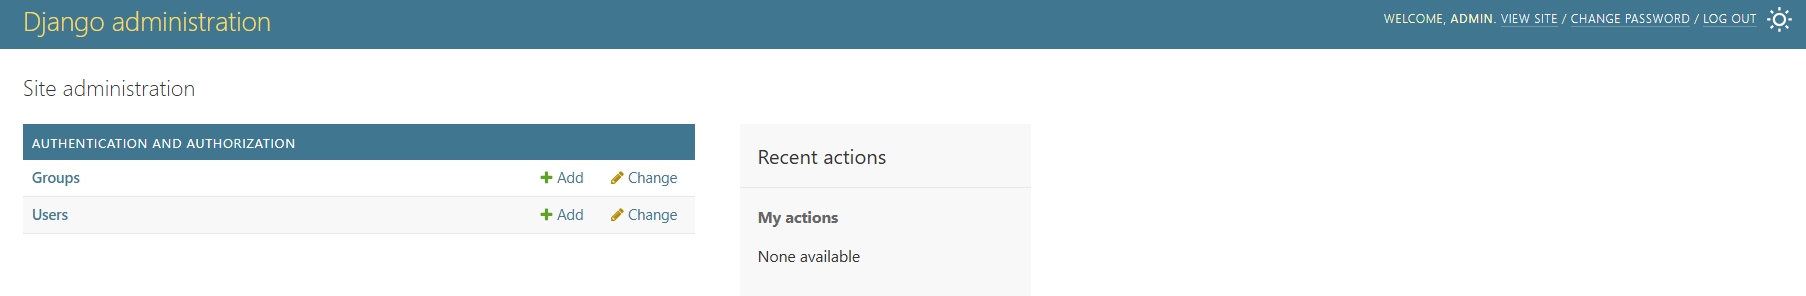 Django administration
WELCOME, ADMIN. VIEW SITE / CHANGE PASSWORD / LOG OUT
Site administration
AUTHENTICATION AND AUTHORIZATION
Groups Add Change
Users Add Change
Recent actions
My actions
None available